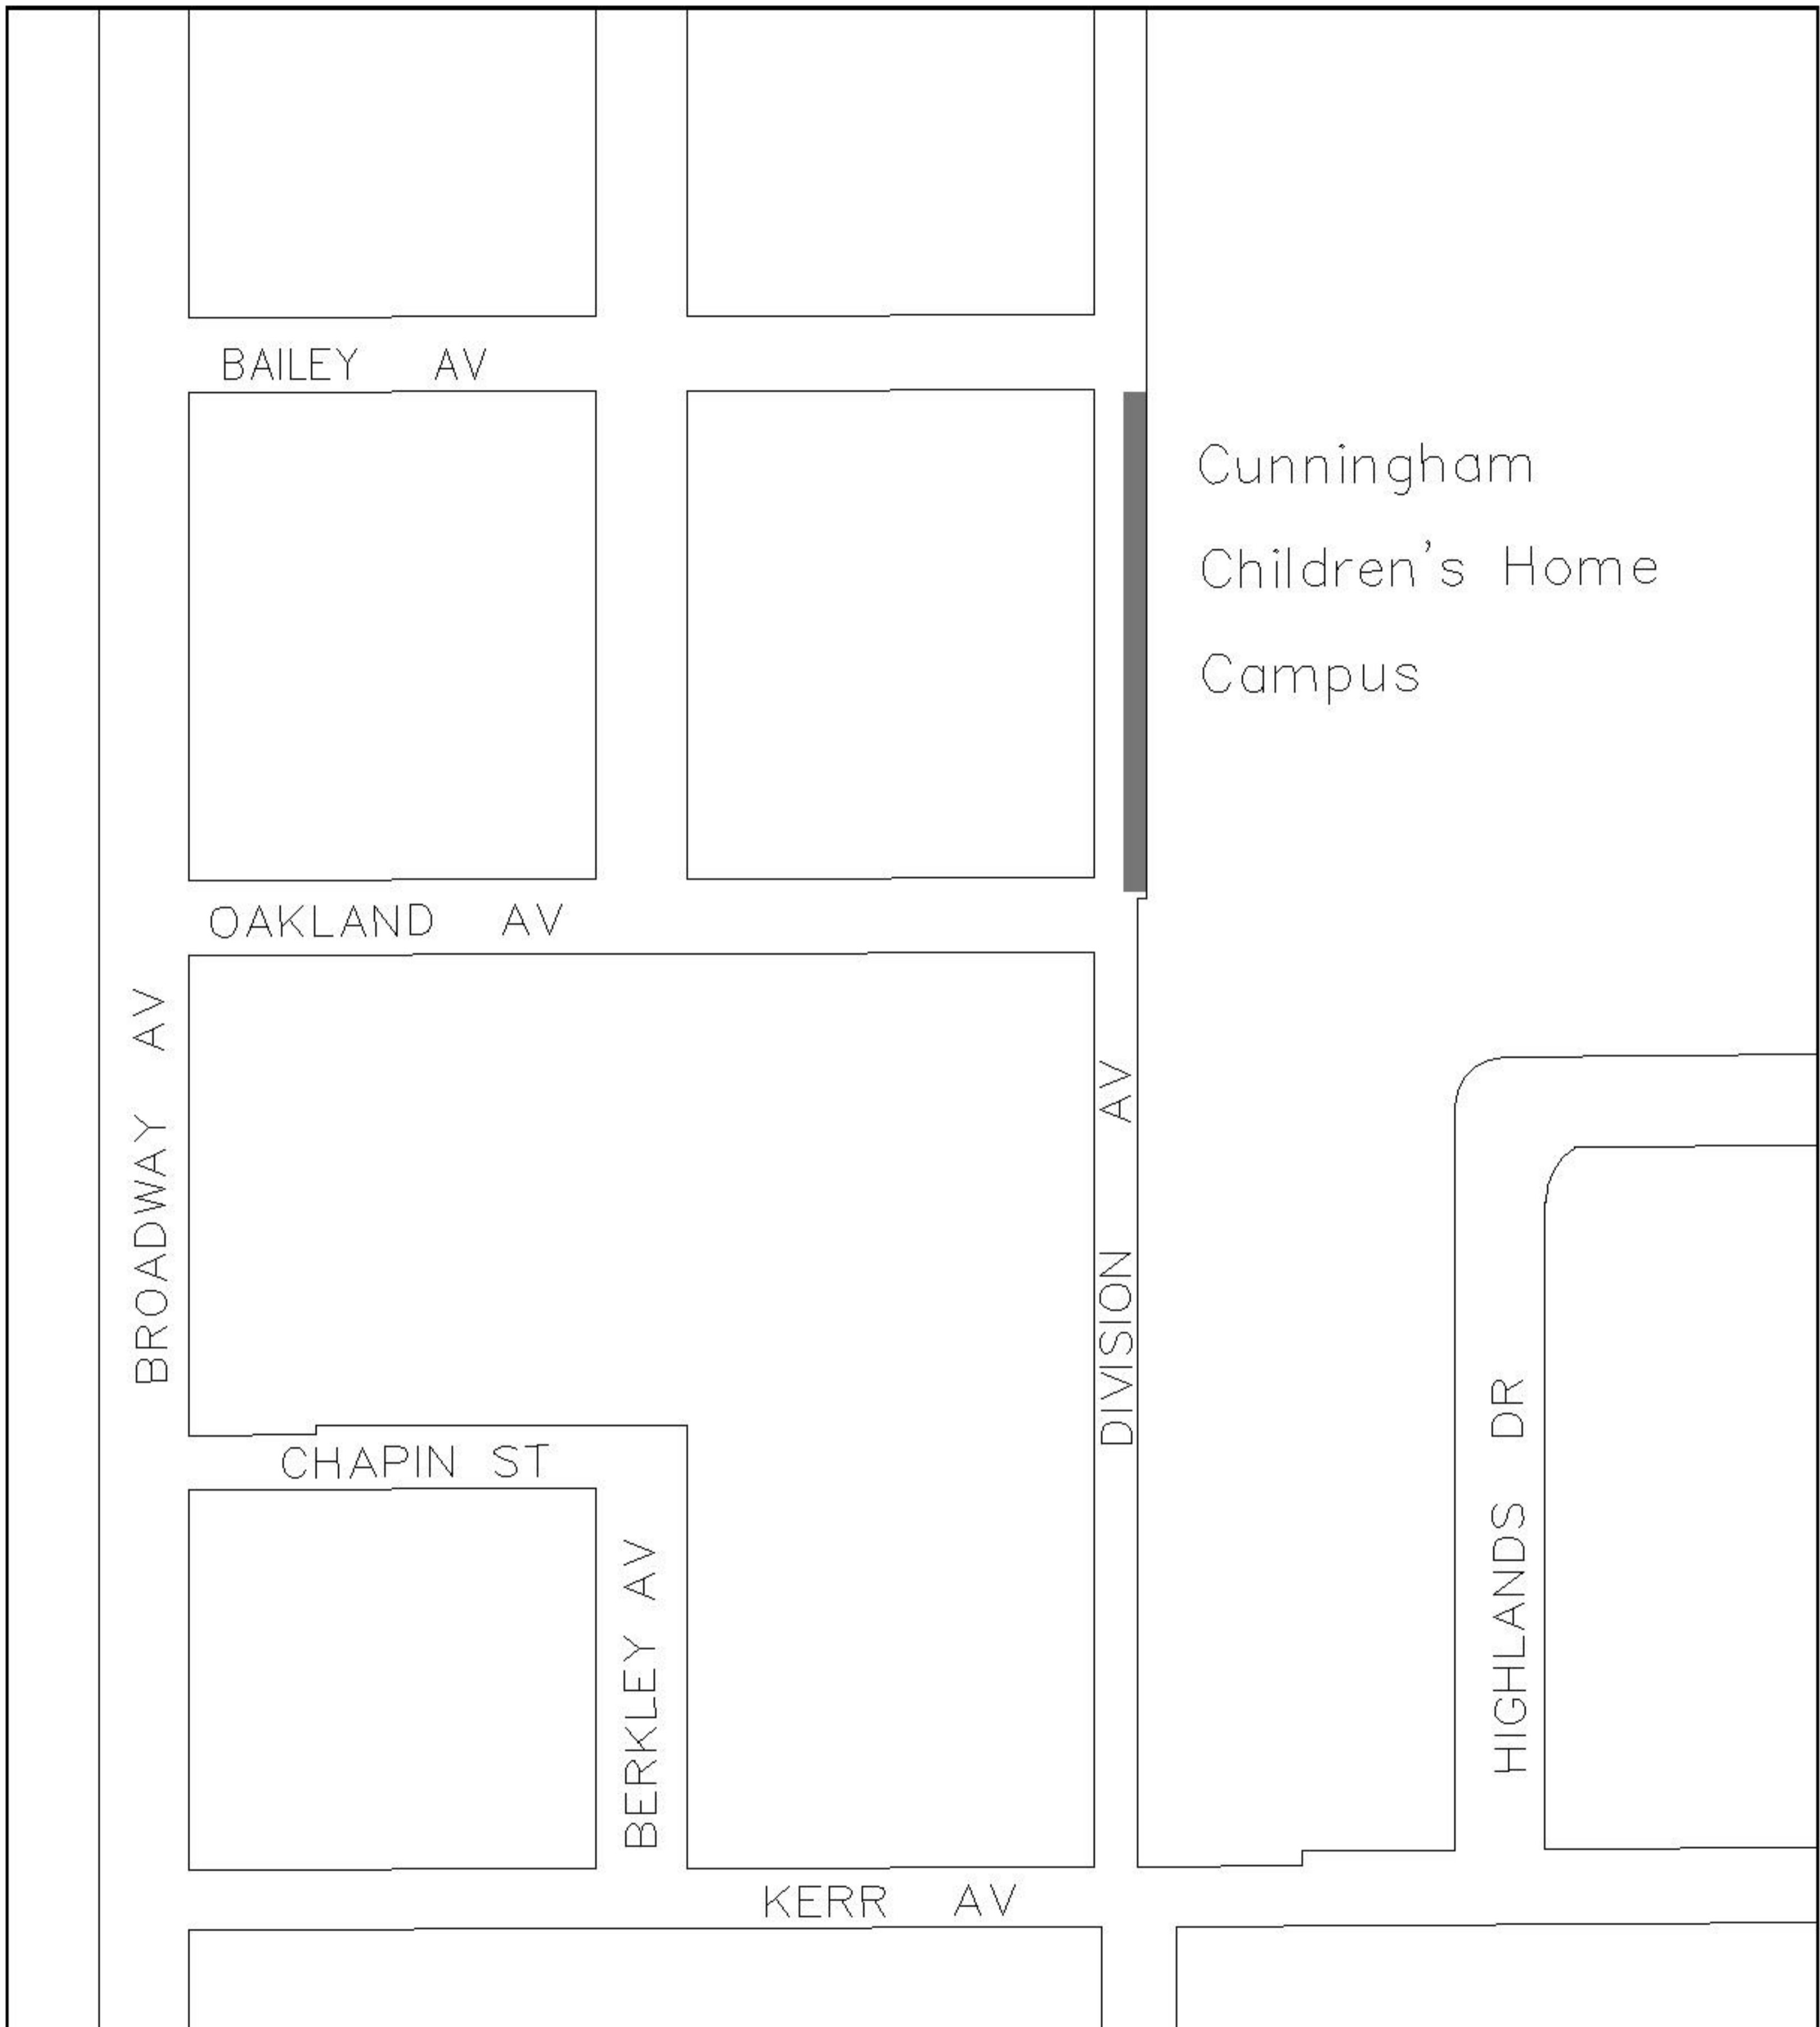 BAILEY AV
Cunningham
Children's Home
Campus
OAKLAND AV
BROADWAY AV
DIVISION AV
CHAPIN ST
HIGHLANDS DR
BERKLEY AV
KERR AV